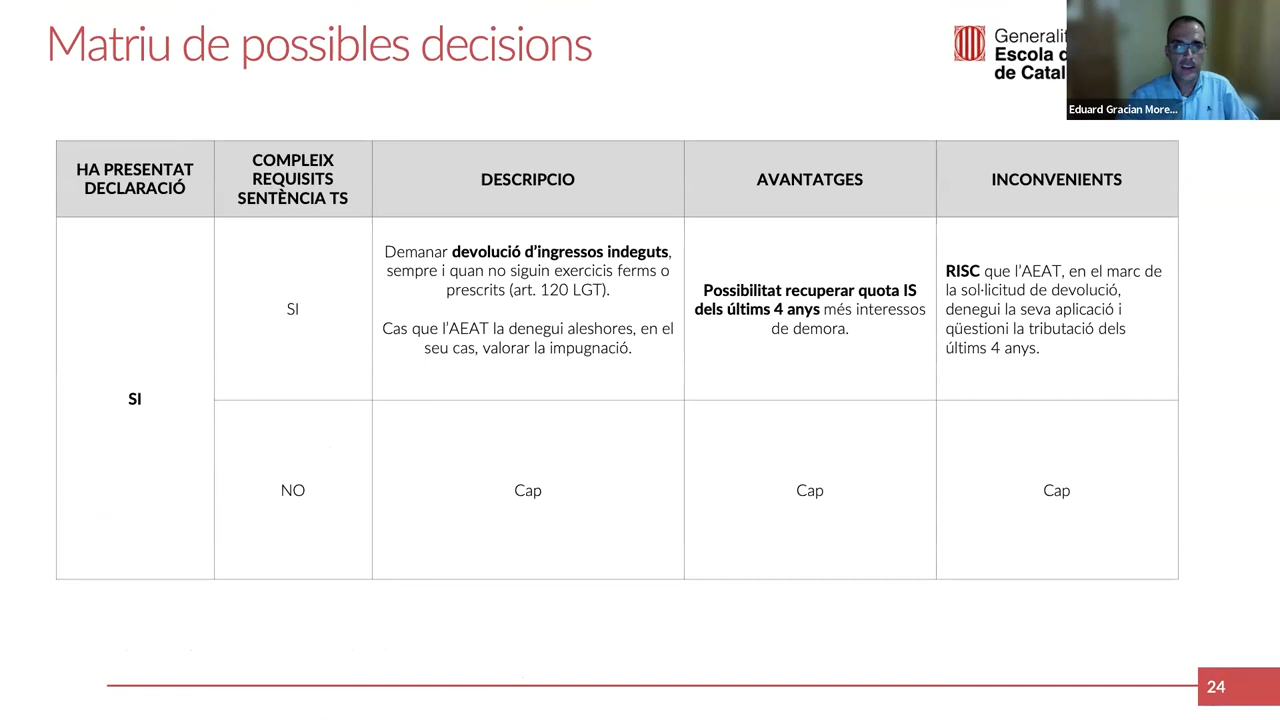 Matriu de possibles decisions
Generalit
Escola d
de Catal
Eduard Gracian More...
HA PRESENTAT
DECLARACIÓ
COMPLEIX
REQUISITS
SENTÈNCIA TS
DESCRIPCIO
AVANTATGES
INCONVENIENTS
SI
SI
Demanar devolució d'ingressos indeguts,
sempre i quan no siguin exercicis ferms o
prescrits (art. 120 LGT).
Cas que l'AEAT la denegui aleshores, en el
seu cas, valorar la impugnació.
Possibilitat recuperar quota IS
dels últims 4 anys més interessos
de demora.
RISC que l'AEAT, en el marc de
la sol·licitud de devolució,
denegui la seva aplicació i
qüestioni la tributació dels
últims 4 anys.
NO
Cap
Cap
Cap
24